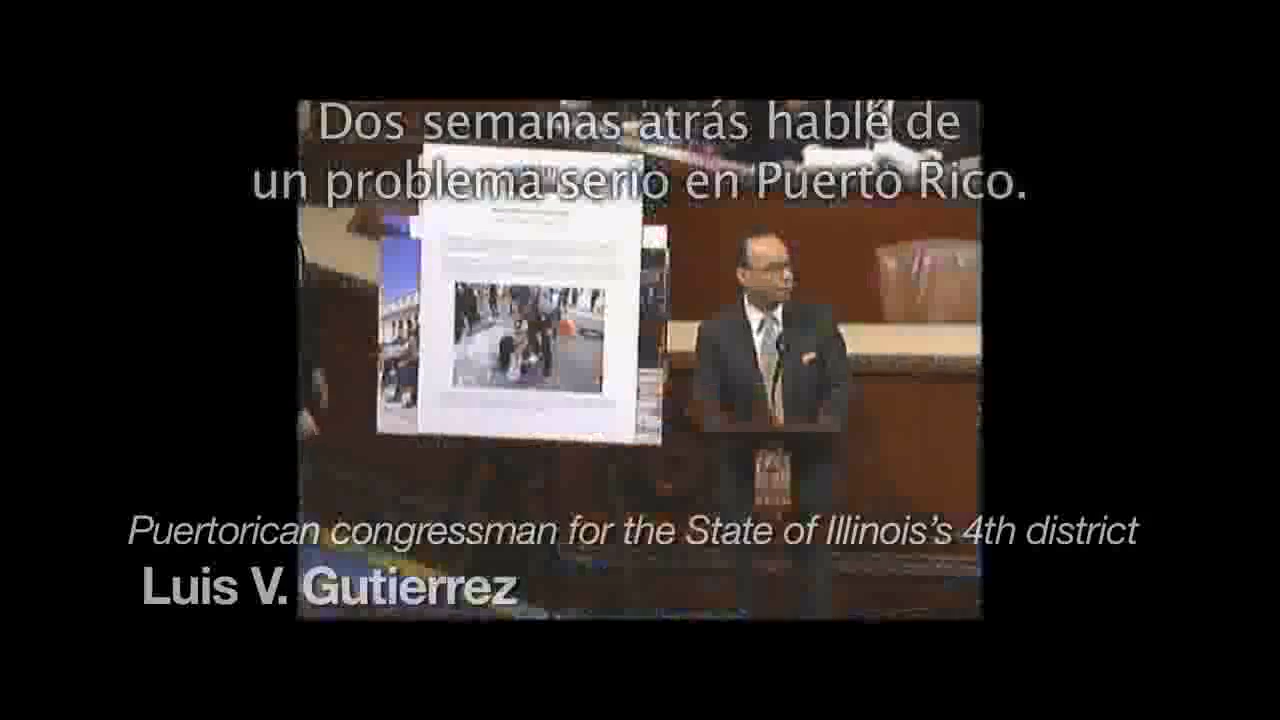 Dos semanas atrás hablé de
un problema serio en Puerto Rico.
Puertorican congressman for the State of Illinois's 4th district
Luis V. Gutierrez